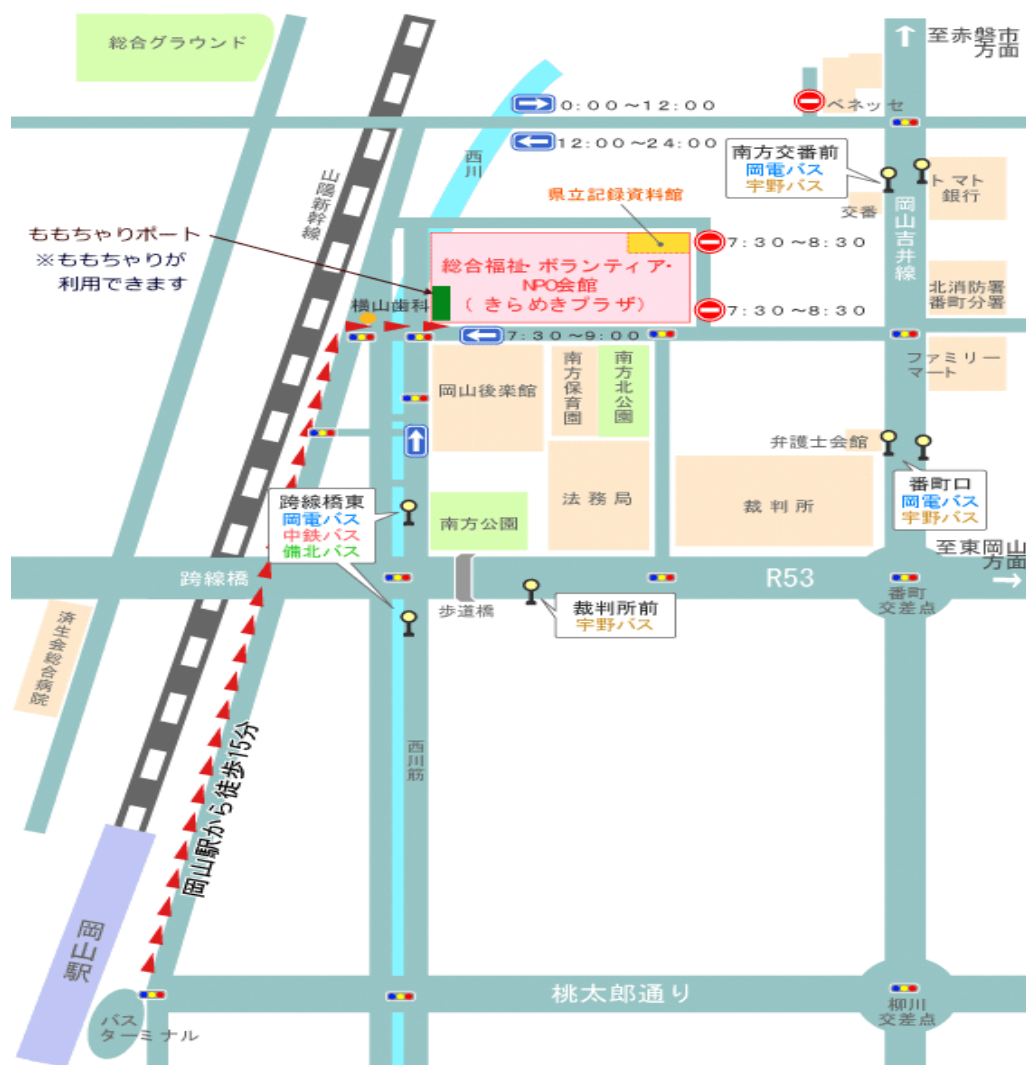 総合グラウンド
至赤磐市
方面
0:00～12:00
ベネッセ
12:00～24:00
西川
山陽新幹線
南方交番前
岡電バス
宇野バス
トマト
銀行
交番
岡山吉井線
県立記録資料館
ももちゃりポート
※ももちゃりが
利用できます
総合福祉・ボランティア・
NPO会館
（ きらめきプラザ）
7:30～8:30
7:30～8:30
北消防署
番町分署
横山歯科
7:30～9:00
ファミリー
マート
岡山後楽館
南方保育園
南方北公園
弁護士会館
跨線橋東
岡電バス
中鉄バス
備北バス
南方公園
法務局
裁判所
番町口
岡電バス
宇野バス
至東岡山
方面
跨線橋
R53
番町
交差点
歩道橋
裁判所前
宇野バス
済生会総合病院
岡山駅から徒歩15分
西川筋
岡山駅
桃太郎通り
柳川
交差点
バス
ターミナル